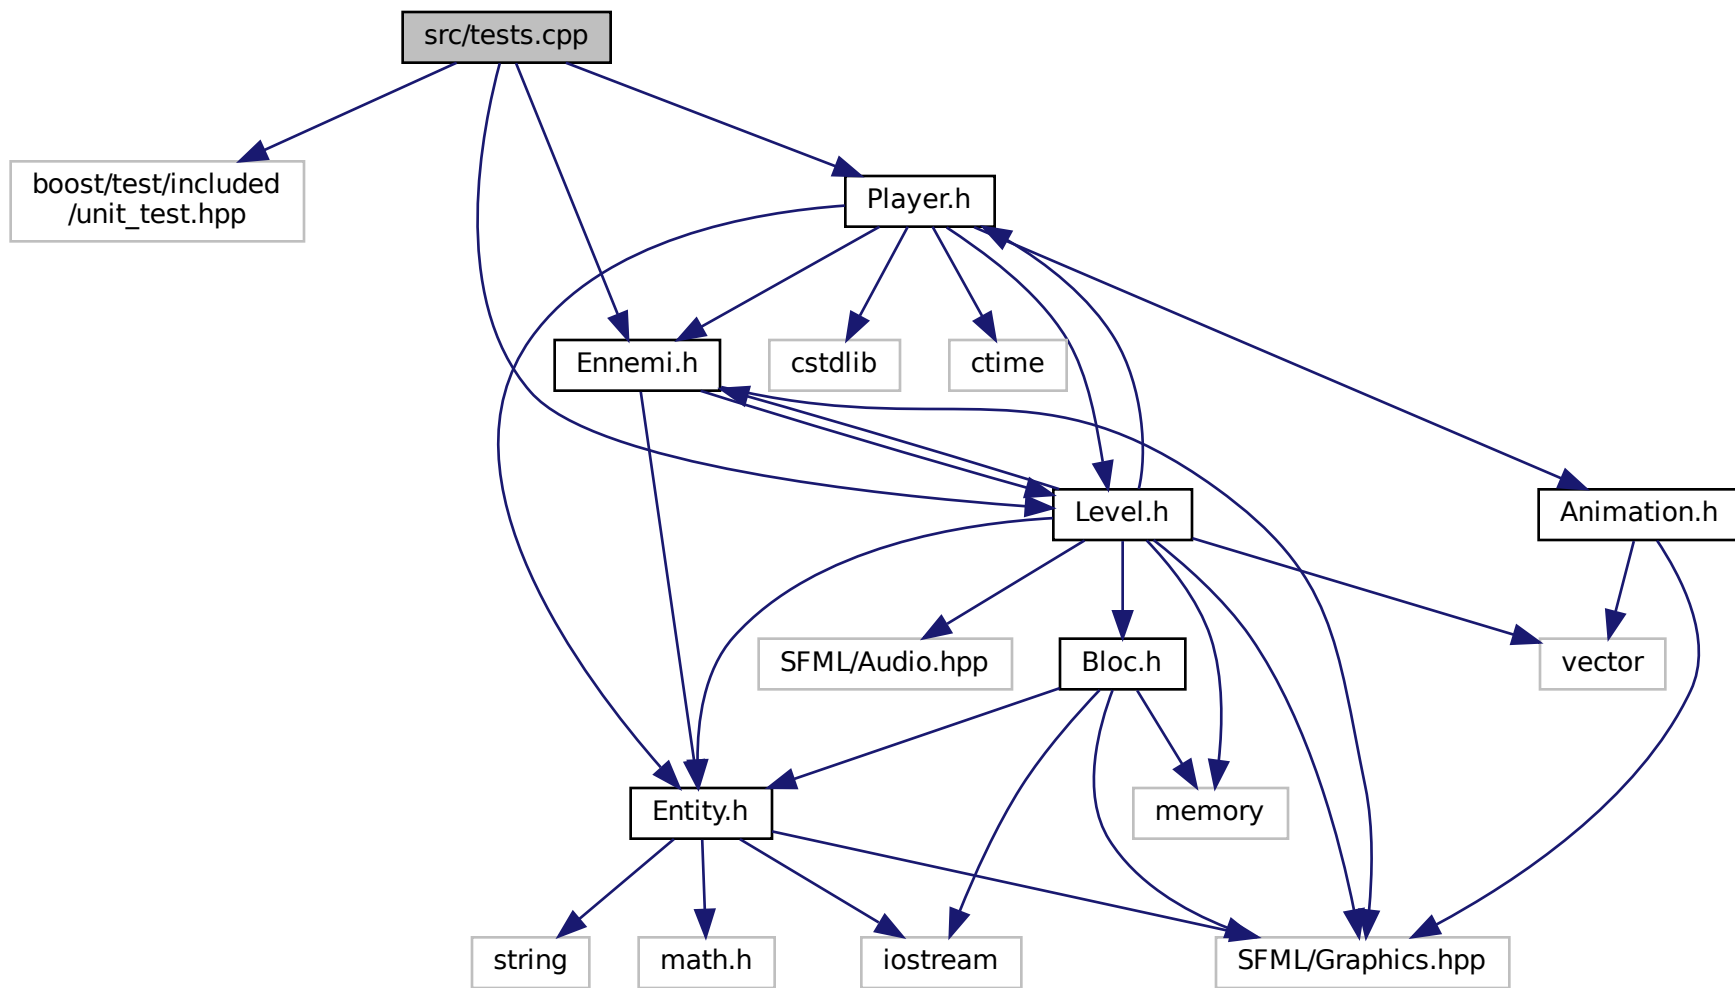 src/tests.cpp
boost/test/included
/unit_test.hpp
Player.h
Ennemi.h
cstdlib
ctime
Level.h
Animation.h
SFML/Audio.hpp
Bloc.h
vector
Entity.h
memory
string
math.h
iostream
SFML/Graphics.hpp